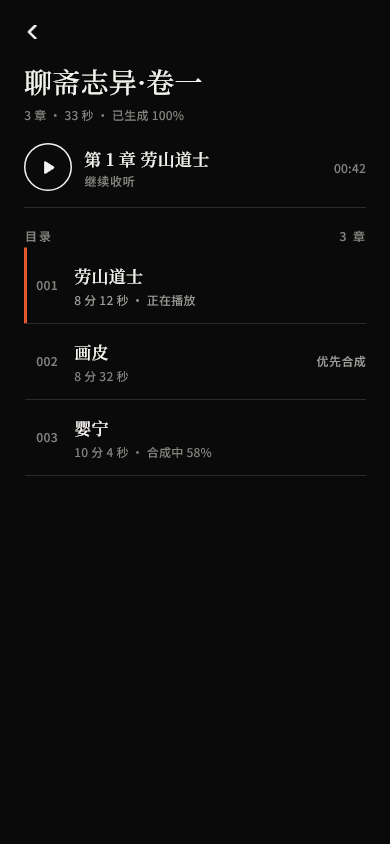 聊斋志异·卷一
3 章 · 33 秒 · 已生成 100%
第 1 章 劳山道士
继续收听
00:42
目录
3 章
001
劳山道士
8 分 12 秒 · 正在播放
002
画皮
8 分 32 秒
优先合成
003
婴宁
10 分 4 秒 · 合成中 58%